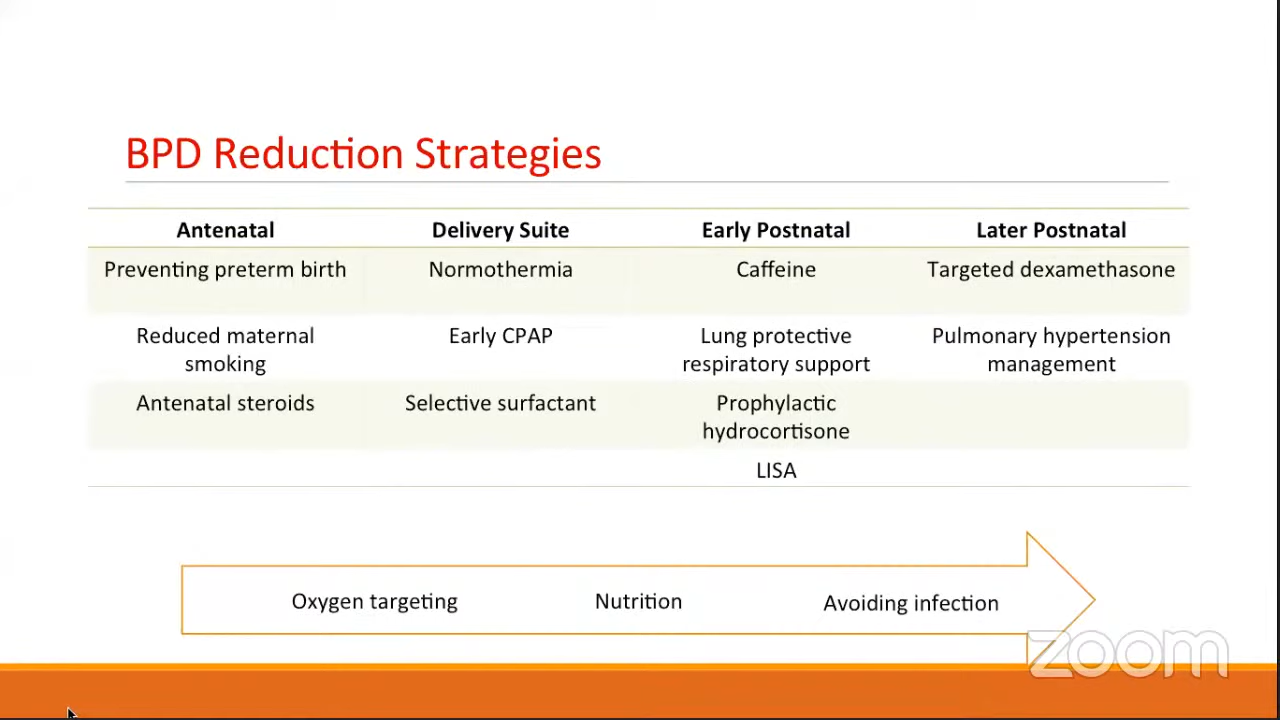 BPD Reduction Strategies
Antenatal Delivery Suite Early Postnatal Later Postnatal
Preventing preterm birth Normothermia Caffeine Targeted dexamethasone
Reduced maternal Early CPAP Lung protective Pulmonary hypertension
smoking respiratory support management
Antenatal steroids Selective surfactant Prophylactic
hydrocortisone
LISA
Oxygen targeting Nutrition Avoiding infection
zoom